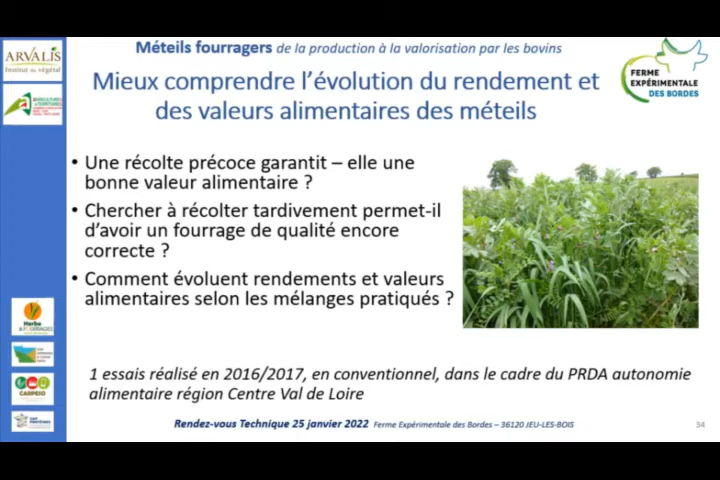 Méteils fourragers de la production à la valorisation par les bovins
ARVALIS
Institut du végétal
FERME
EXPÉRIMENTALE
DES BORDES
Mieux comprendre l'évolution du rendement et
des valeurs alimentaires des méteils
• Une récolte précoce garantit – elle une
bonne valeur alimentaire ?
• Chercher à récolter tardivement permet-il
d'avoir un fourrage de qualité encore
correcte ?
• Comment évoluent rendements et valeurs
alimentaires selon les mélanges pratiqués ?
Herbe
& FOURRAGES
CARPESO
1 essais réalisé en 2016/2017, en conventionnel, dans le cadre du PRDA autonomie
alimentaire région Centre Val de Loire
Rendez-vous Technique 25 janvier 2022 Ferme Expérimentale des Bordes – 36120 JEU-LES-BOIS
34